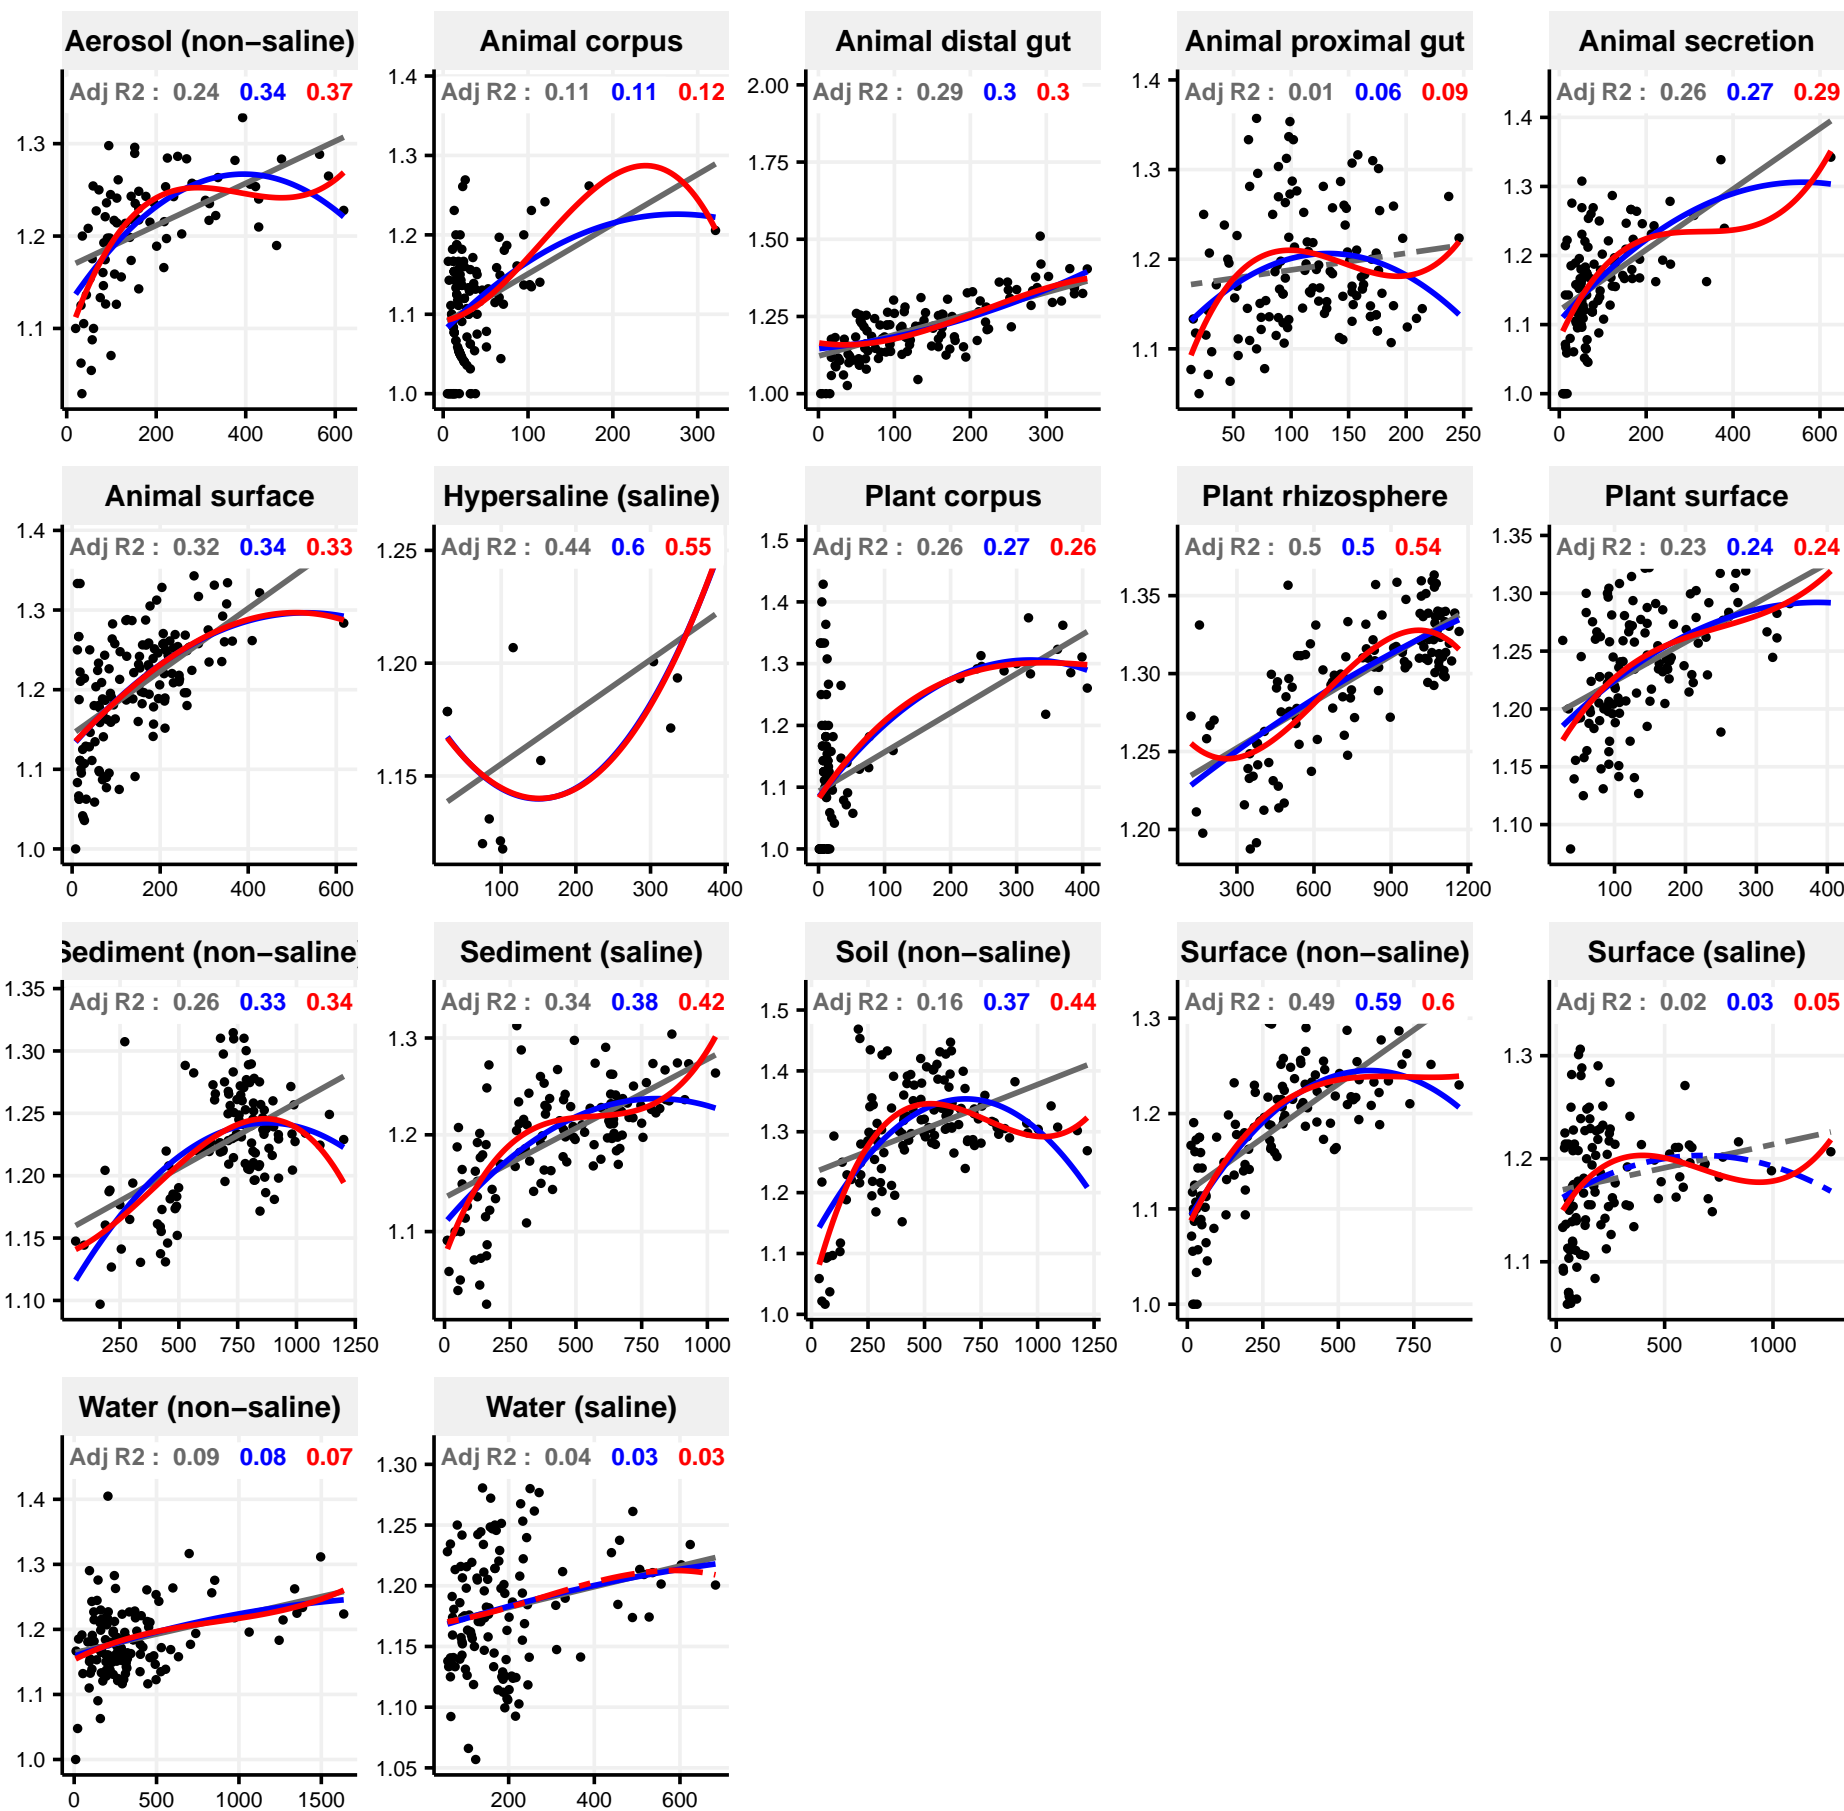 Aerosol (non−saline)
Adj R2 : 0.24 0.34 0.37
1.3
1.2
1.1
0 200 400 600
Animal corpus
Adj R2 : 0.11 0.11 0.12
1.4
1.3
1.2
1.1
1.0
0 100 200 300
Animal distal gut
Adj R2 : 0.29 0.3 0.3
2.00
1.75
1.50
1.25
1.00
0 100 200 300
Animal proximal gut
Adj R2 : 0.01 0.06 0.09
1.4
1.3
1.2
1.1
50 100 150 200 250
Animal secretion
Adj R2 : 0.26 0.27 0.29
1.4
1.3
1.2
1.1
1.0
0 200 400 600
Animal surface
Adj R2 : 0.32 0.34 0.33
1.4
1.3
1.2
1.1
1.0
0 200 400 600
Hypersaline (saline)
Adj R2 : 0.44 0.6 0.55
1.25
1.20
1.15
100 200 300 400
Plant corpus
Adj R2 : 0.26 0.27 0.26
1.5
1.4
1.3
1.2
1.1
1.0
0 100 200 300 400
Plant rhizosphere
Adj R2 : 0.5 0.5 0.54
1.35
1.30
1.25
1.20
300 600 900 1200
Plant surface
Adj R2 : 0.23 0.24 0.24
1.35
1.30
1.25
1.20
1.15
1.10
100 200 300 400
Sediment (non−saline)
Adj R2 : 0.26 0.33 0.34
1.35
1.30
1.25
1.20
1.15
1.10
250 500 750 1000 1250
Sediment (saline)
Adj R2 : 0.34 0.38 0.42
1.3
1.2
1.1
0 250 500 750 1000
Soil (non−saline)
Adj R2 : 0.16 0.37 0.44
1.5
1.4
1.3
1.2
1.1
1.0
0 250 500 750 1000 1250
Surface (non−saline)
Adj R2 : 0.49 0.59 0.6
1.3
1.2
1.1
1.0
0 250 500 750
Surface (saline)
Adj R2 : 0.02 0.03 0.05
1.3
1.2
1.1
0 500 1000
Water (non−saline)
Adj R2 : 0.09 0.08 0.07
1.4
1.3
1.2
1.1
1.0
0 500 1000 1500
Water (saline)
Adj R2 : 0.04 0.03 0.03
1.30
1.25
1.20
1.15
1.10
1.05
200 400 600